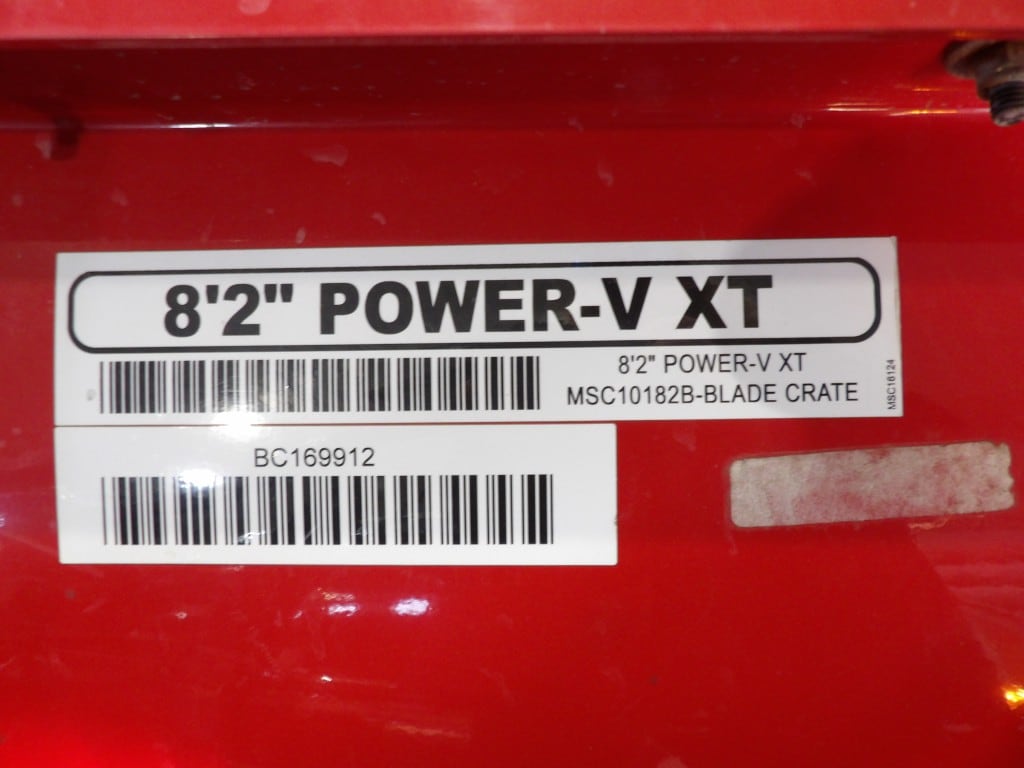 8'2" POWER-V XT
8'2" POWER-V XT
MSC10182B-BLADE CRATE
MSC16124
BC169912